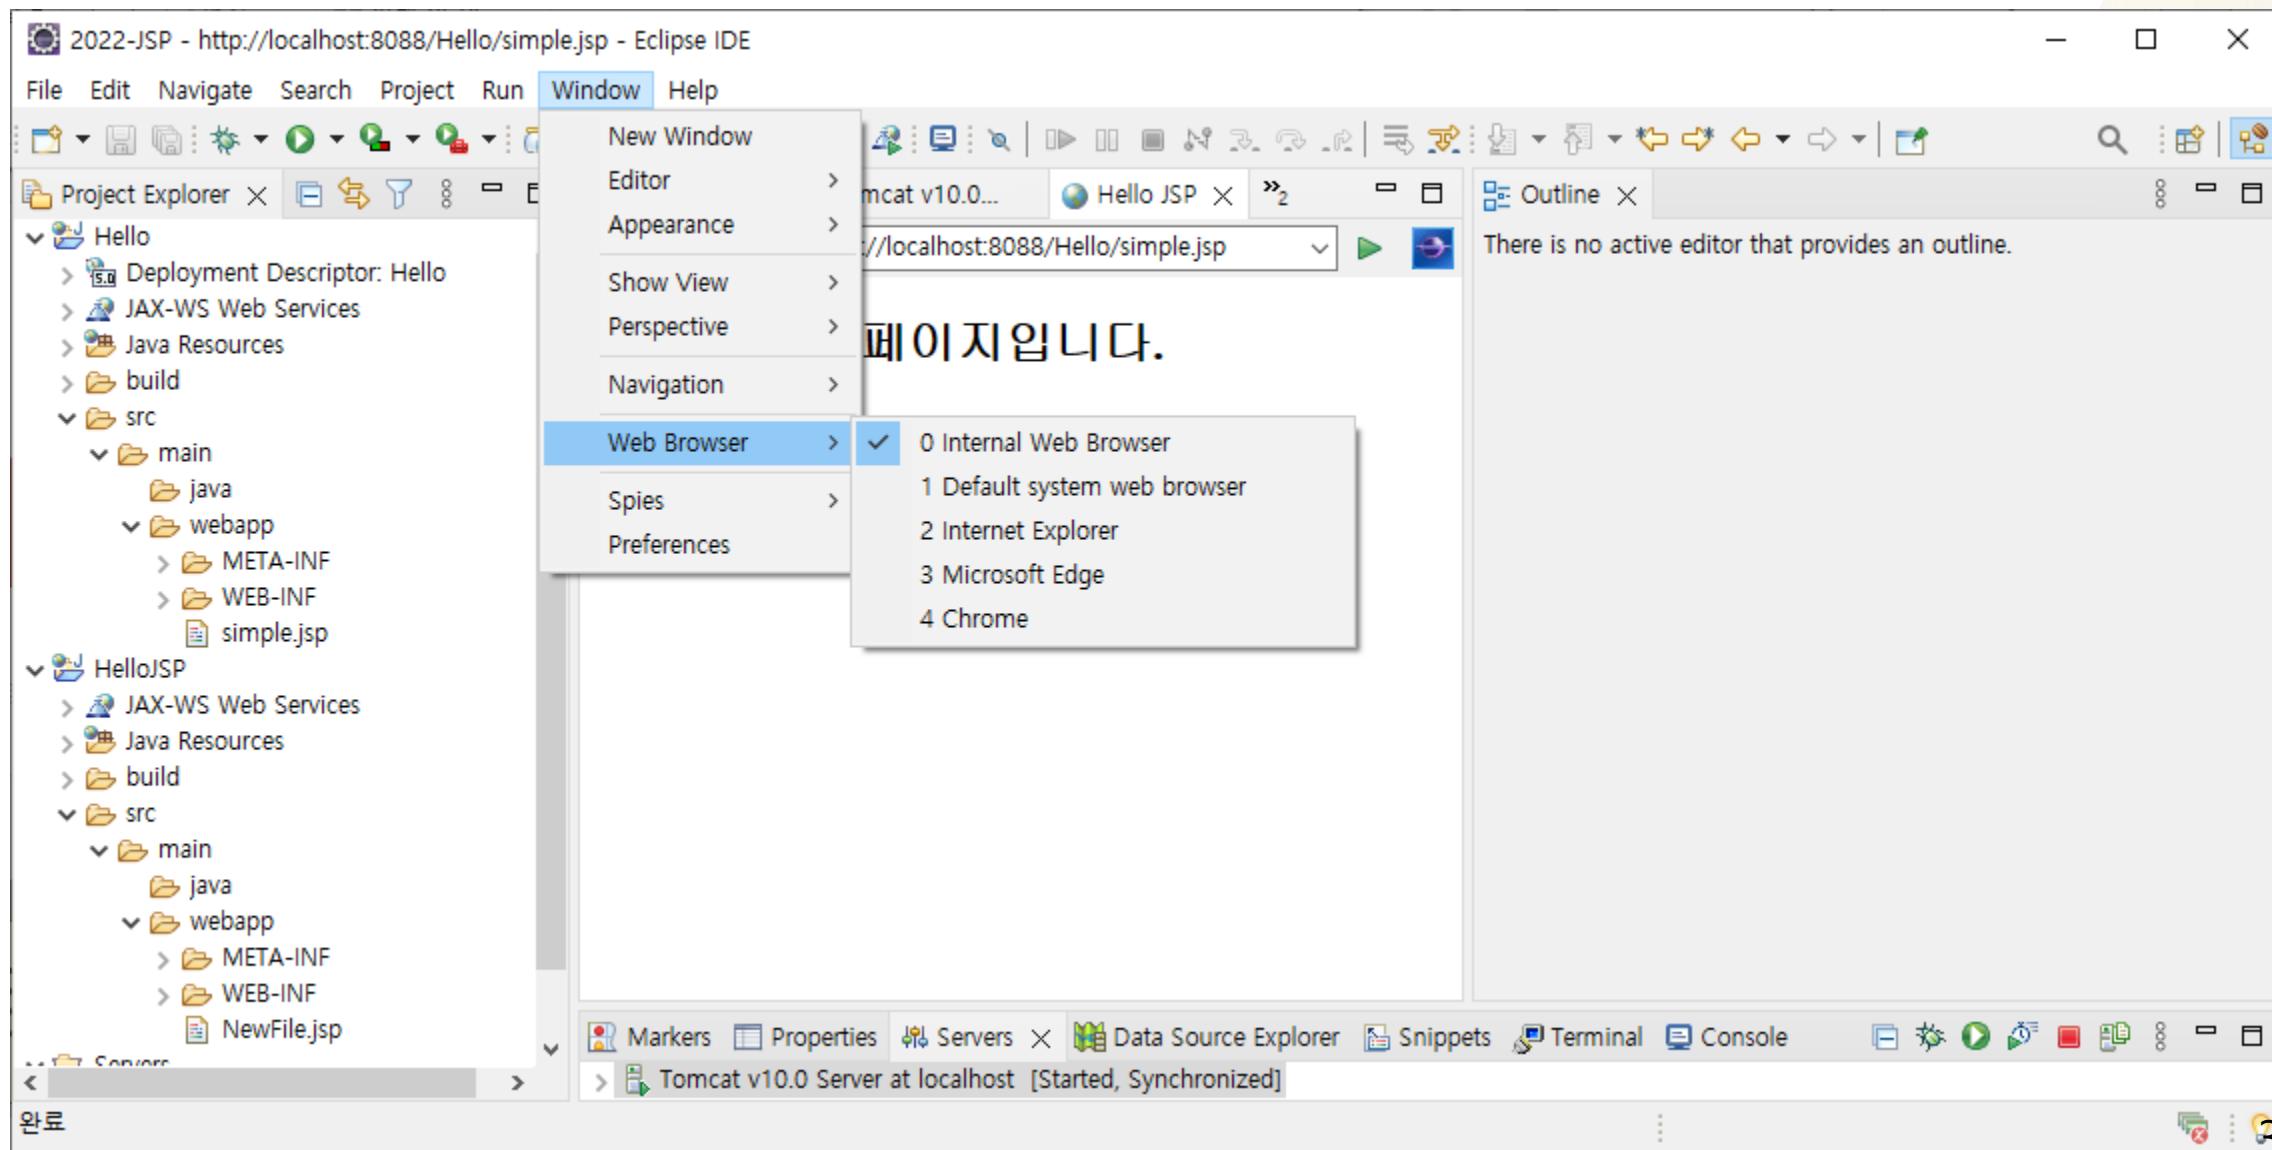 2022-JSP - http://localhost:8088/Hello/simple.jsp - Eclipse IDE
File Edit Navigate Search Project Run Window Help
Project Explorer
Hello
Deployment Descriptor: Hello
JAX-WS Web Services
Java Resources
build
src
main
java
webapp
META-INF
WEB-INF
simple.jsp
HelloJSP
JAX-WS Web Services
Java Resources
build
src
main
java
webapp
META-INF
WEB-INF
NewFile.jsp
Servers
New Window
Editor
Appearance
Show View
Perspective
Navigation
Web Browser
Spies
Preferences
0 Internal Web Browser
1 Default system web browser
2 Internet Explorer
3 Microsoft Edge
4 Chrome
mcat v10.0... Hello JSP »2
://localhost:8088/Hello/simple.jsp
페이지입니다.
Outline
There is no active editor that provides an outline.
Markers Properties Servers Data Source Explorer Snippets Terminal Console
Tomcat v10.0 Server at localhost [Started, Synchronized]
완료